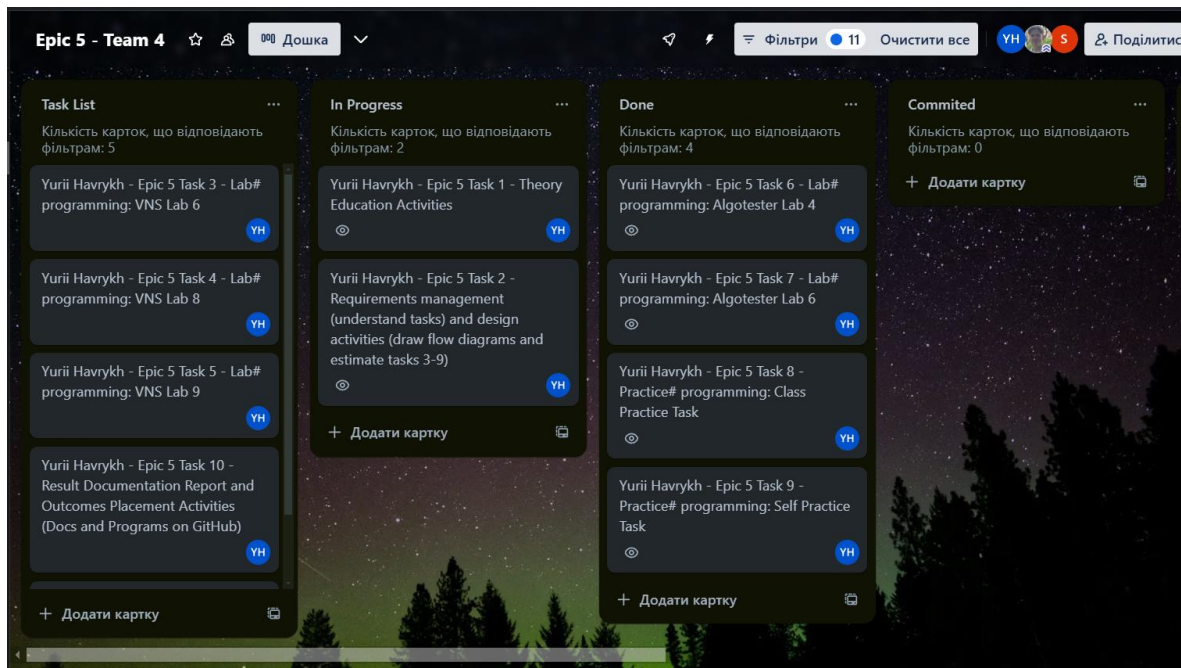 Epic 5 - Team 4
Дошка
Фільтри 11 Очистити все
YH
S
Поділитис
Task List
Кількість карток, що відповідають
фільтрам: 5
Yurii Havrykh - Epic 5 Task 3 - Lab#
programming: VNS Lab 6
YH
Yurii Havrykh - Epic 5 Task 4 - Lab#
programming: VNS Lab 8
YH
Yurii Havrykh - Epic 5 Task 5 - Lab#
programming: VNS Lab 9
YH
Yurii Havrykh - Epic 5 Task 10 -
Result Documentation Report and
Outcomes Placement Activities
(Docs and Programs on GitHub)
YH
+ Додати картку
In Progress
Кількість карток, що відповідають
фільтрам: 2
Yurii Havrykh - Epic 5 Task 1 - Theory
Education Activities
YH
Yurii Havrykh - Epic 5 Task 2 -
Requirements management
(understand tasks) and design
activities (draw flow diagrams and
estimate tasks 3-9)
YH
+ Додати картку
Done
Кількість карток, що відповідають
фільтрам: 4
Yurii Havrykh - Epic 5 Task 6 - Lab#
programming: Algotester Lab 4
YH
Yurii Havrykh - Epic 5 Task 7 - Lab#
programming: Algotester Lab 6
YH
Yurii Havrykh - Epic 5 Task 8 -
Practice# programming: Class
Practice Task
YH
Yurii Havrykh - Epic 5 Task 9 -
Practice# programming: Self Practice
Task
YH
+ Додати картку
Commited
Кількість карток, що відповідають
фільтрам: 0
+ Додати картку